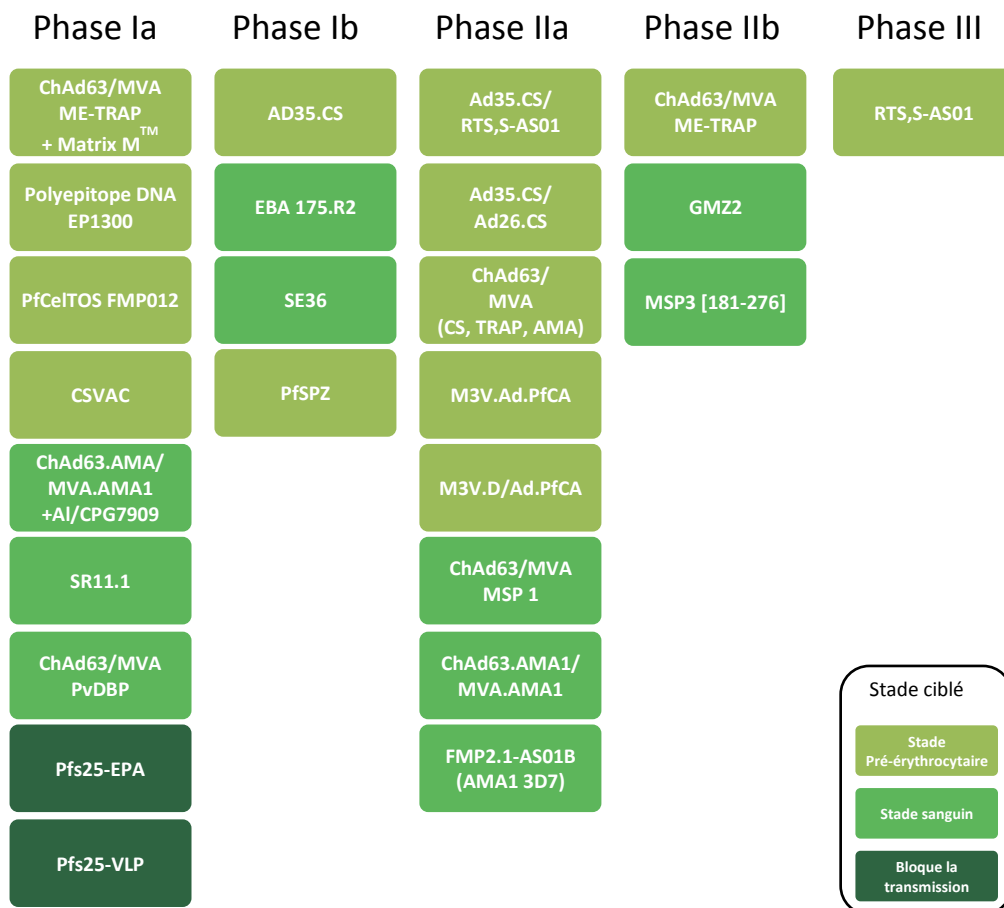 Phase Ia
Phase Ib
Phase IIa
Phase IIb
Phase III
ChAd63/MVA
ME-TRAP
+ Matrix M™
AD35.CS
Ad35.CS/
RTS,S-AS01
ChAd63/MVA
ME-TRAP
RTS,S-AS01
Polyepitope DNA
EP1300
EBA 175.R2
Ad35.CS/
Ad26.CS
GMZ2
PfCelTOS FMP012
SE36
ChAd63/
MVA
(CS, TRAP, AMA)
MSP3 [181-276]
CSVAC
PfSPZ
M3V.Ad.PfCA
ChAd63.AMA/
MVA.AMA1
+Al/CPG7909
M3V.D/Ad.PfCA
SR11.1
ChAd63/MVA
MSP 1
ChAd63/MVA
PvDBP
ChAd63.AMA1/
MVA.AMA1
Pfs25-EPA
FMP2.1-AS01B
(AMA1 3D7)
Pfs25-VLP
Stade ciblé
Stade
Pré-érythrocytaire
Stade sanguin
Bloque la
transmission